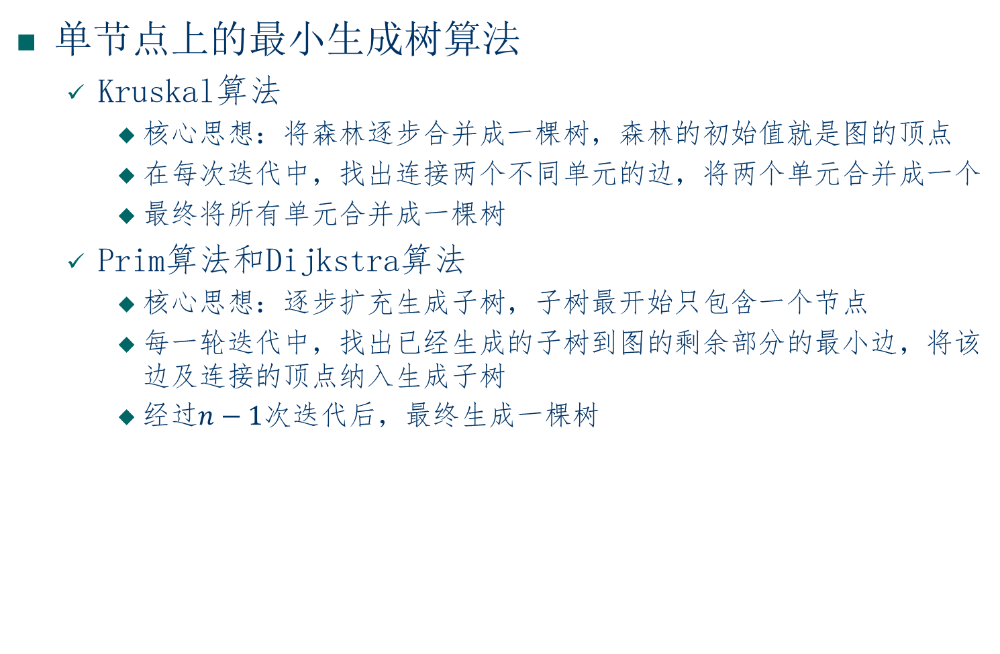 单节点上的最小生成树算法
Kruskal算法
核心思想：将森林逐步合并成一棵树，森林的初始值就是图的顶点
在每次迭代中，找出连接两个不同单元的边，将两个单元合并成一个
最终将所有单元合并成一棵树
Prim算法和Dijkstra算法
核心思想：逐步扩充生成子树，子树最开始只包含一个节点
每一轮迭代中，找出已经生成的子树到图的剩余部分的最小边，将该
边及连接的顶点纳入生成子树
经过n − 1次迭代后，最终生成一棵树